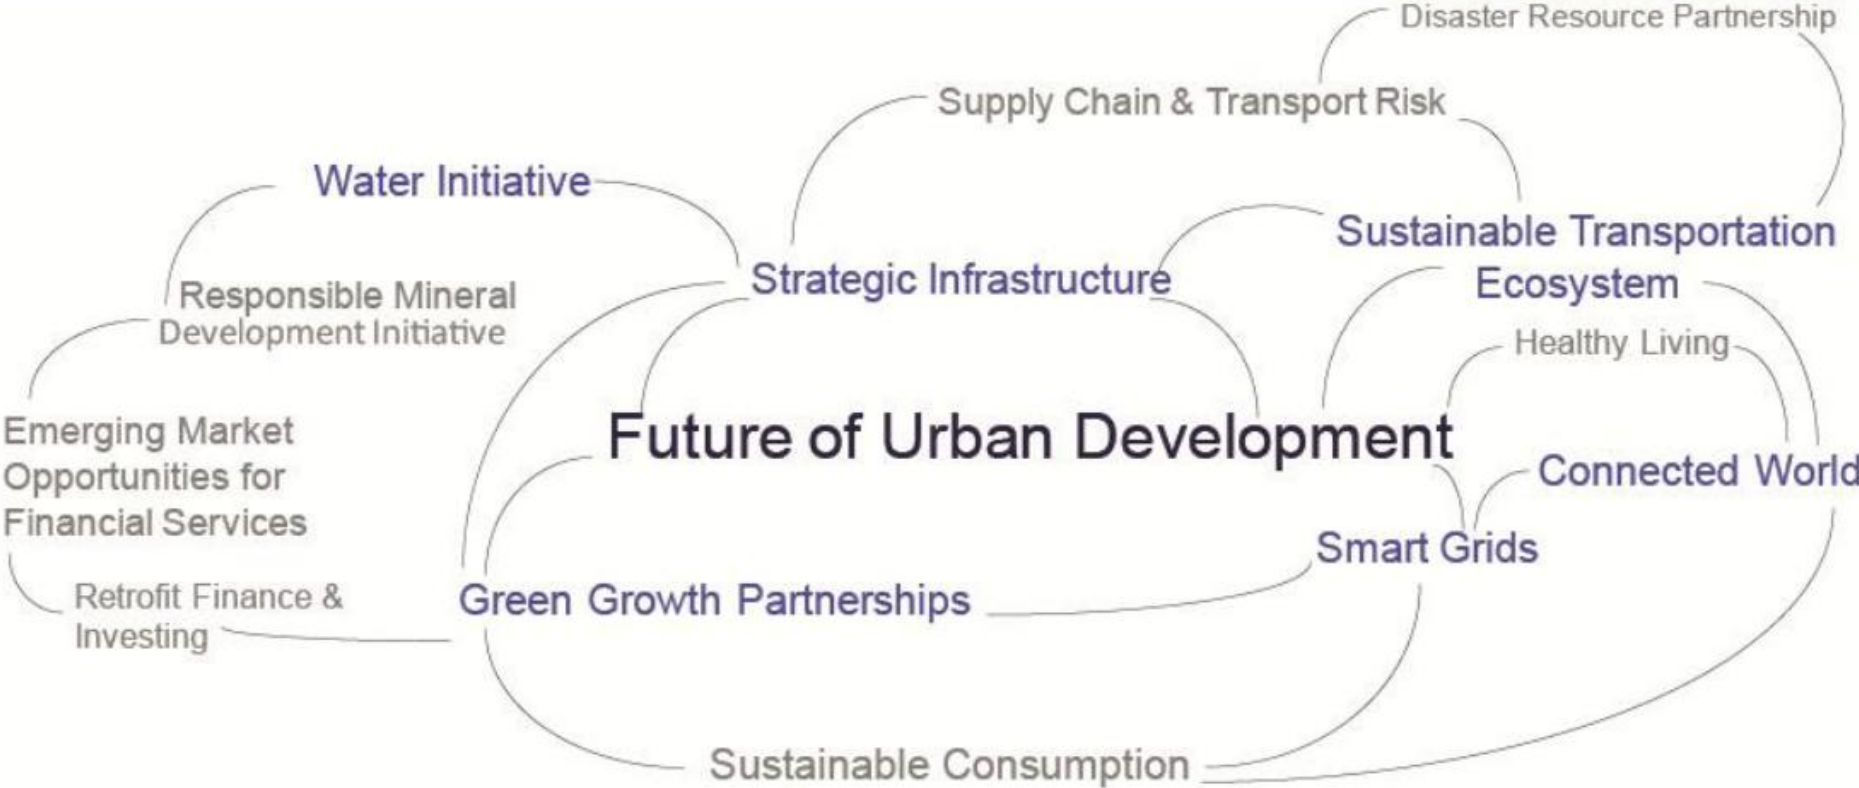 Disaster Resource Partnership
Supply Chain & Transport Risk
Water Initiative
Sustainable Transportation
Ecosystem
Strategic Infrastructure
Responsible Mineral
Development Initiative
Healthy Living
Future of Urban Development
Emerging Market
Opportunities for
Financial Services
Connected World
Smart Grids
Retrofit Finance &
Investing
Green Growth Partnerships
Sustainable Consumption